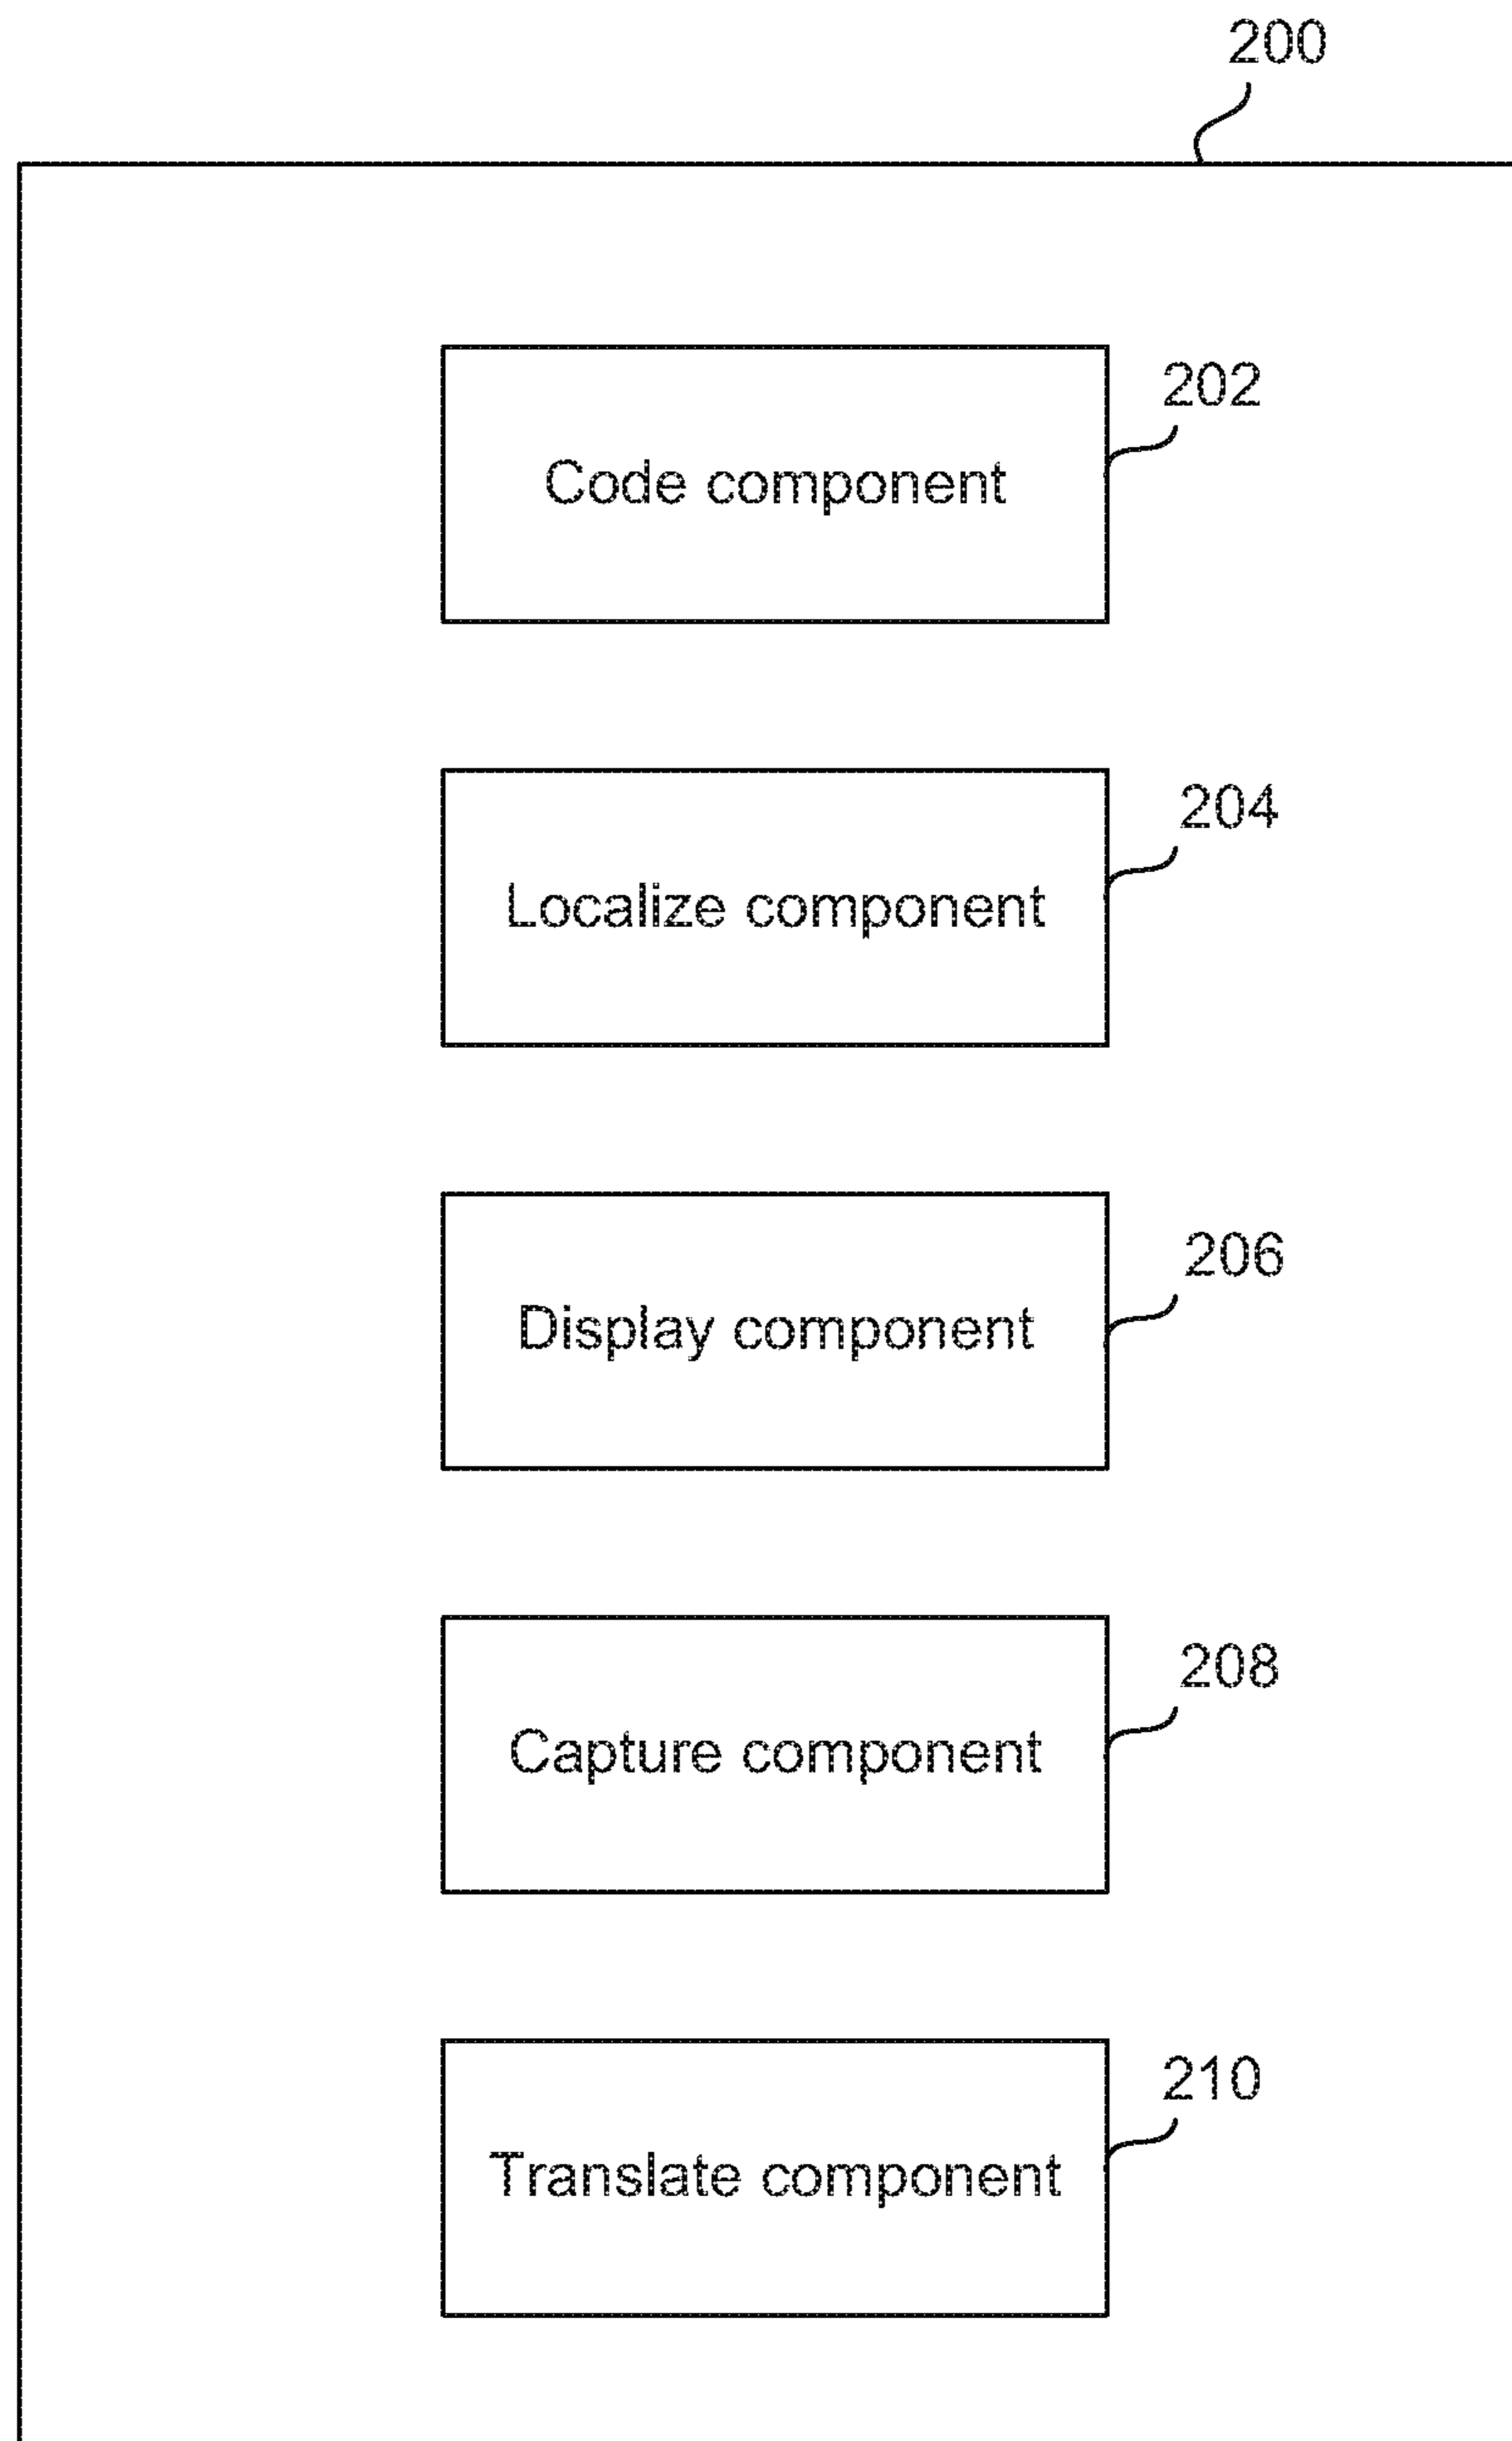 200
202
Code component
204
Localize component
206
Display component
208
Capture component
210
Translate component